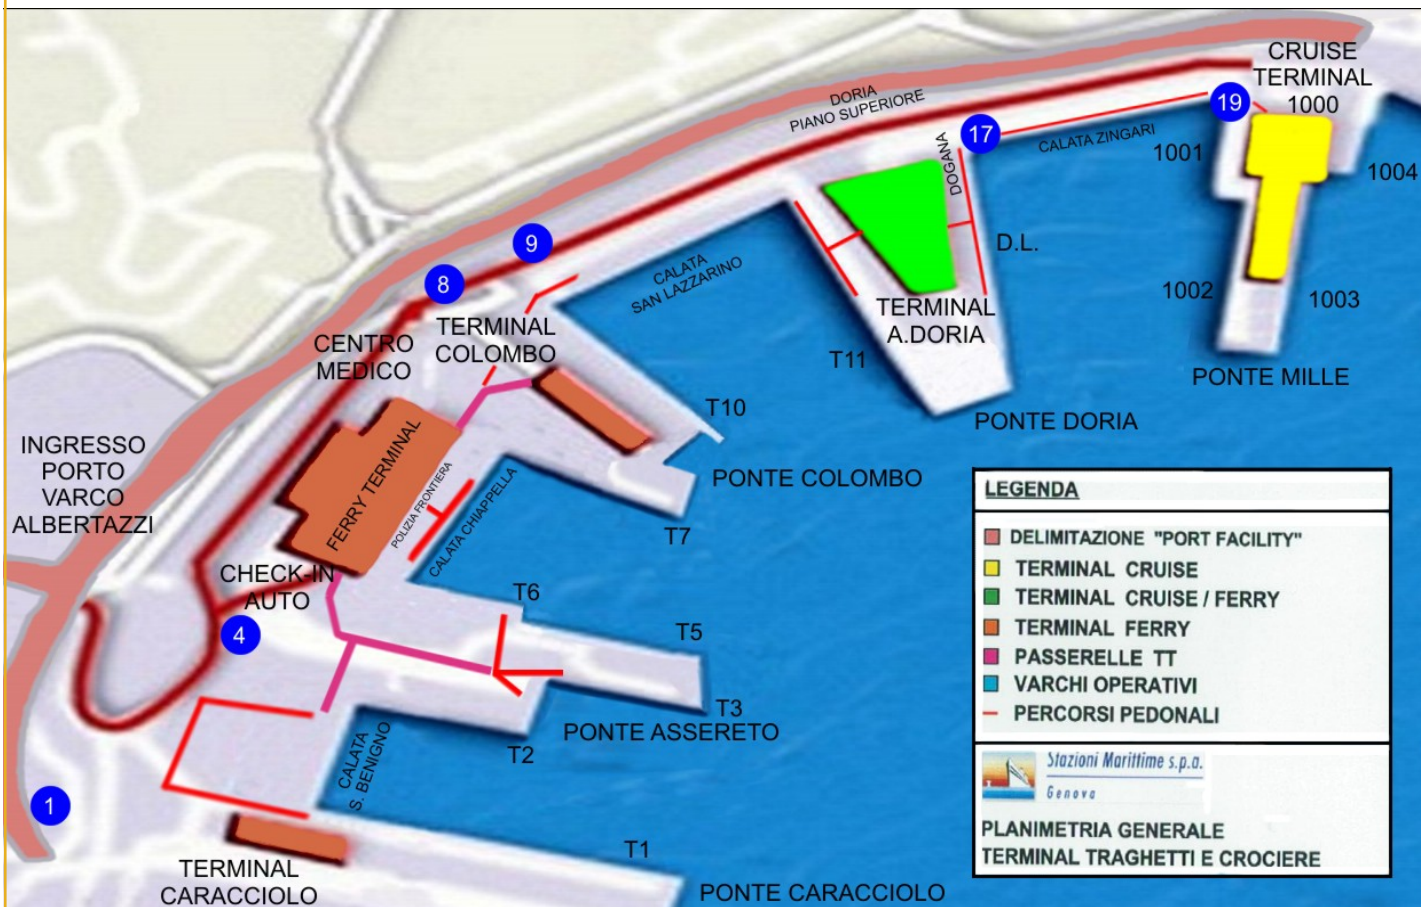 CRUISE
TERMINAL
1000
DORIA
PIANO SUPERIORE
19
17
CALATA ZINGARI
1001
1004
DOGANA
9
D.L.
CALATA
SAN LAZZARINO
8
1002
1003
TERMINAL
A.DORIA
TERMINAL
COLOMBO
CENTRO
MEDICO
T11
PONTE MILLE
T10
PONTE DORIA
INGRESSO
PORTO
VARCO
ALBERTAZZI
FERRY TERMINAL
POLIZIA FRONTIERA
CALATA CHIAPPELLA
PONTE COLOMBO
T7
CHECK-IN
AUTO
T6
4
T5
T3
PONTE ASSERETO
T2
CALATA
S. BENIGNO
1
T1
TERMINAL
CARACCIOLO
PONTE CARACCIOLO
LEGENDA
DELIMITAZIONE "PORT FACILITY"
TERMINAL CRUISE
TERMINAL CRUISE / FERRY
TERMINAL FERRY
PASSERELLE TT
VARCHI OPERATIVI
PERCORSI PEDONALI
Stazioni Marittime s.p.a.
Genova
PLANIMETRIA GENERALE
TERMINAL TRAGHETTI E CROCIERE